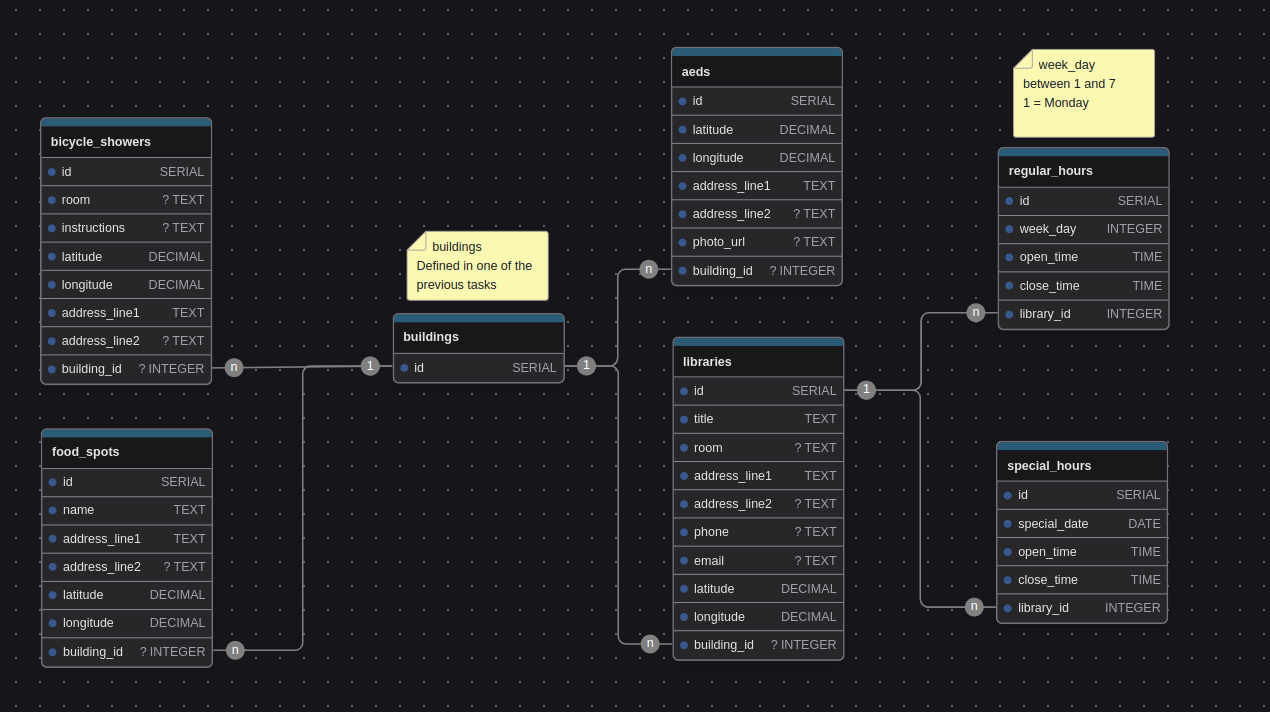 bicycle_showers
id SERIAL
room ? TEXT
instructions ? TEXT
latitude DECIMAL
longitude DECIMAL
address_line1 TEXT
address_line2 ? TEXT
building_id ? INTEGER
n
food_spots
id SERIAL
name TEXT
address_line1 TEXT
address_line2 ? TEXT
latitude DECIMAL
longitude DECIMAL
building_id ? INTEGER
n
buildings
Defined in one of the
previous tasks
buildings
id SERIAL
1
1
aeds
id SERIAL
latitude DECIMAL
longitude DECIMAL
address_line1 TEXT
address_line2 ? TEXT
photo_url ? TEXT
building_id ? INTEGER
n
libraries
id SERIAL
title TEXT
room ? TEXT
address_line1 TEXT
address_line2 ? TEXT
phone ? TEXT
email ? TEXT
latitude DECIMAL
longitude DECIMAL
building_id ? INTEGER
n
1
week_day
between 1 and 7
1 = Monday
regular_hours
id SERIAL
week_day INTEGER
open_time TIME
close_time TIME
library_id INTEGER
n
special_hours
id SERIAL
special_date DATE
open_time TIME
close_time TIME
library_id INTEGER
n